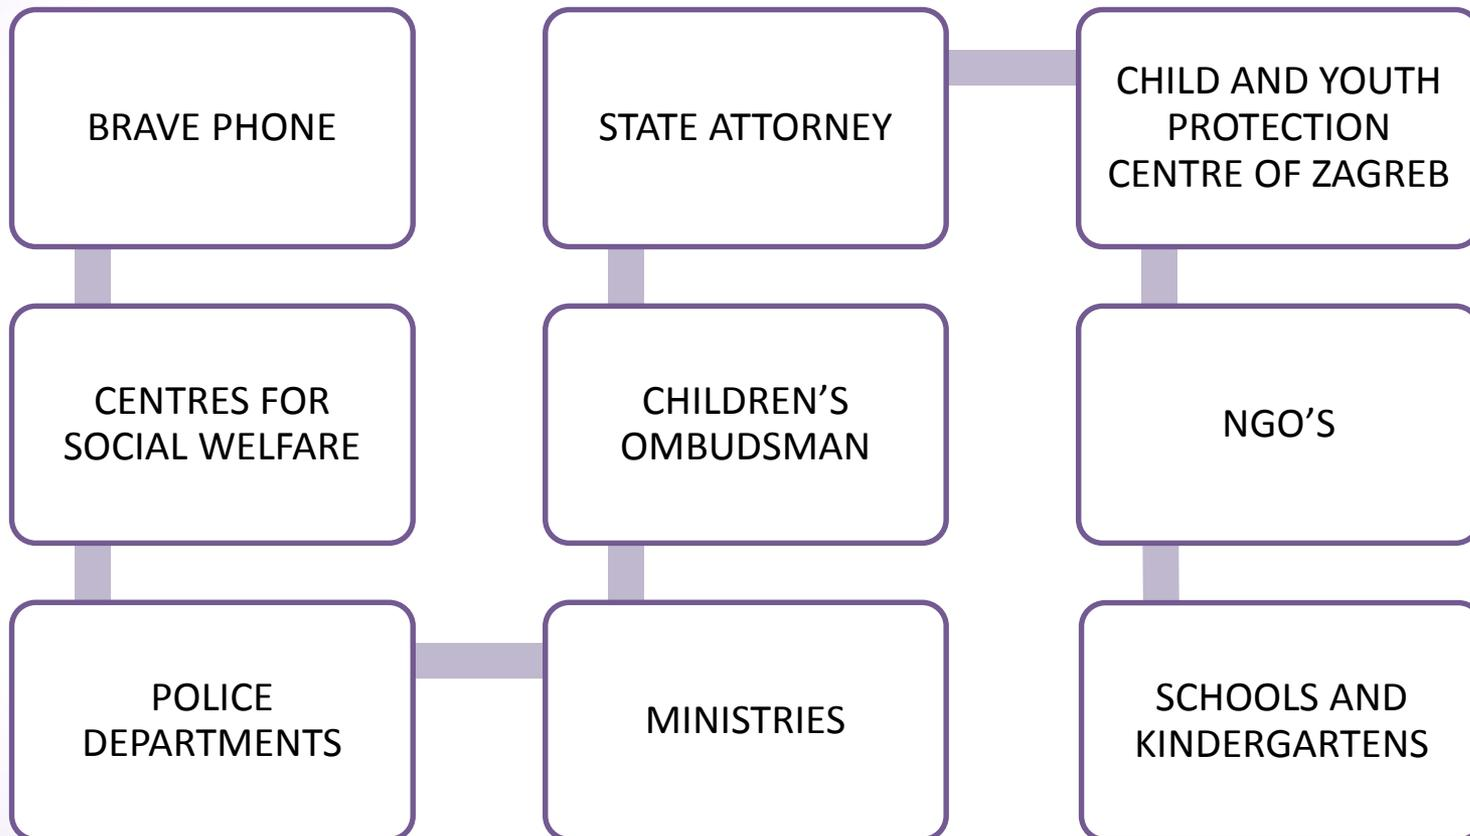 BRAVE PHONE
CENTRES FOR
SOCIAL WELFARE
POLICE
DEPARTMENTS
MINISTRIES
CHILDREN’S
OMBUDSMAN
STATE ATTORNEY
CHILD AND YOUTH
PROTECTION
CENTRE OF ZAGREB
NGO’S
SCHOOLS AND
KINDERGARTENS